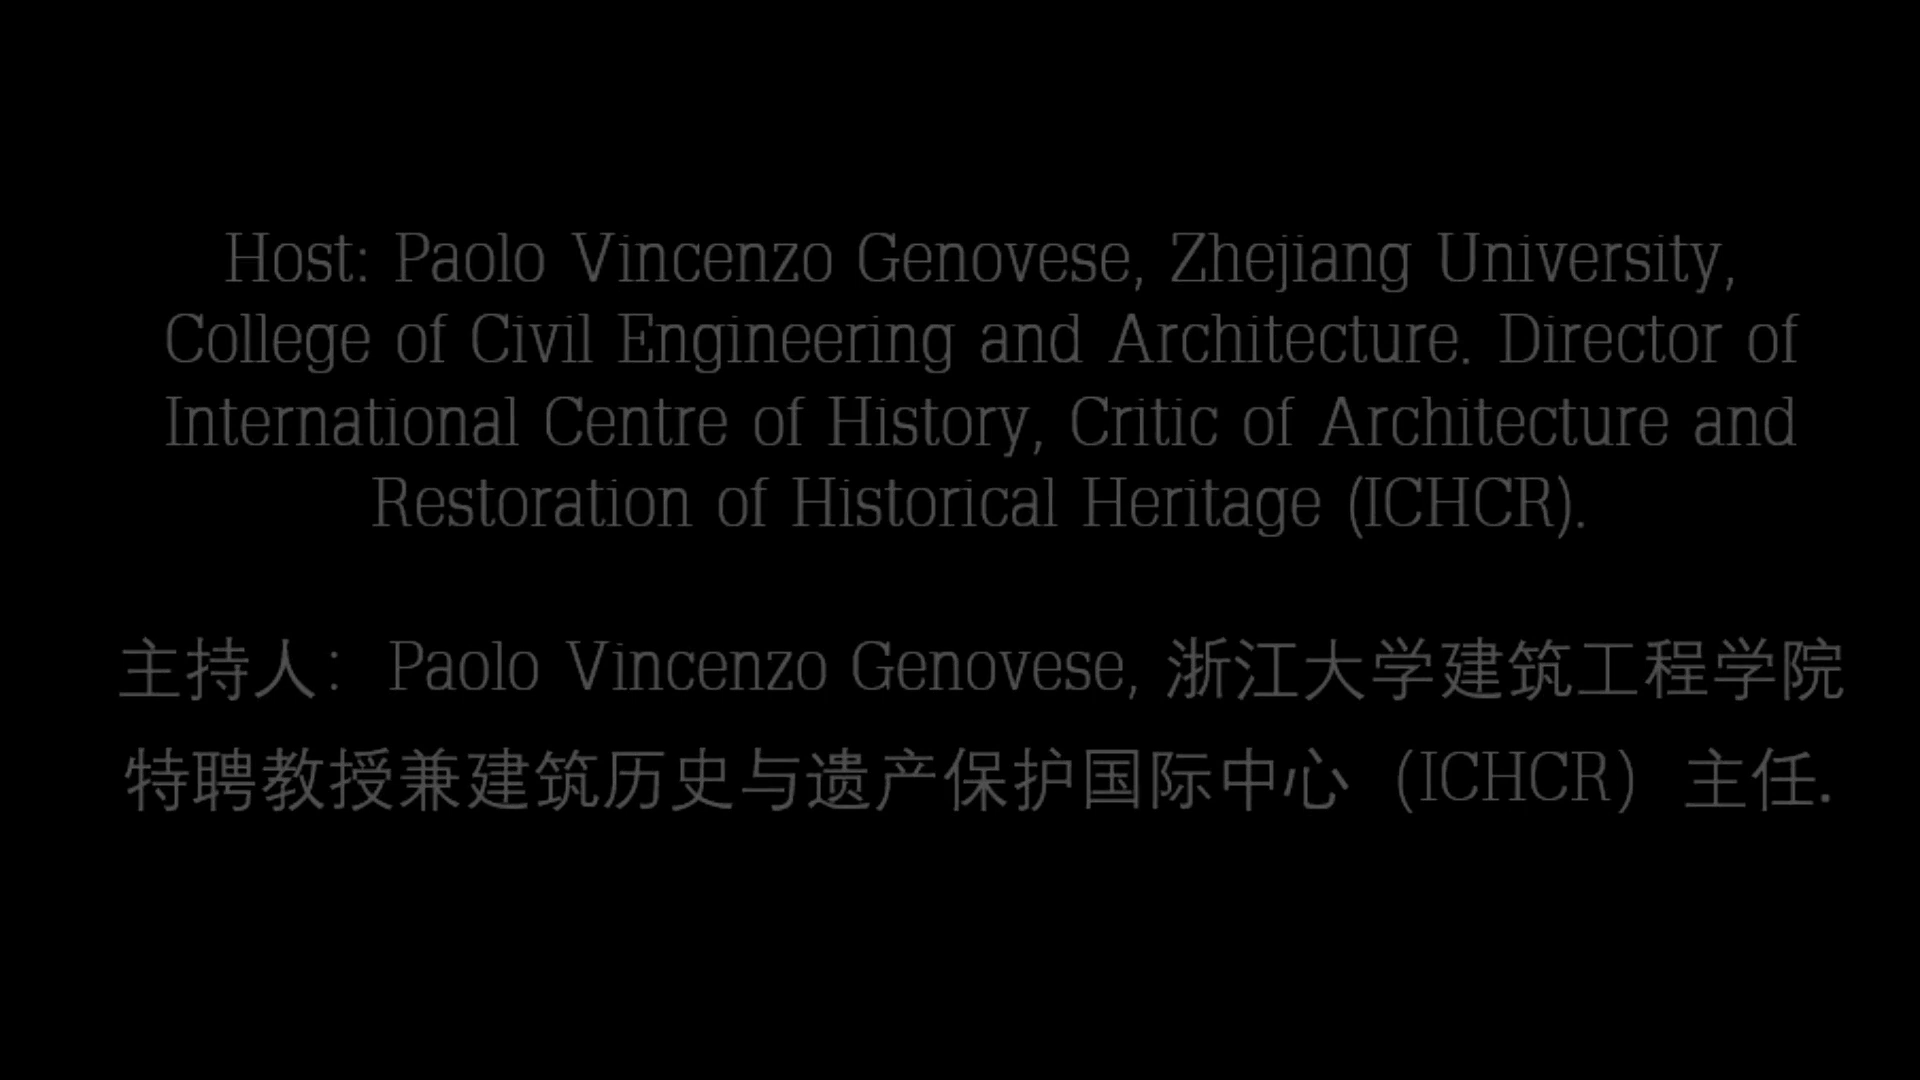 Host: Paolo Vincenzo Genovese, Zhejiang University,
College of Civil Engineering and Architecture. Director of
International Centre of History, Critic of Architecture and
Restoration of Historical Heritage (ICHCR).
主持人：Paolo Vincenzo Genovese, 浙江大学建筑工程学院
特聘教授兼建筑历史与遗产保护国际中心（ICHCR）主任.